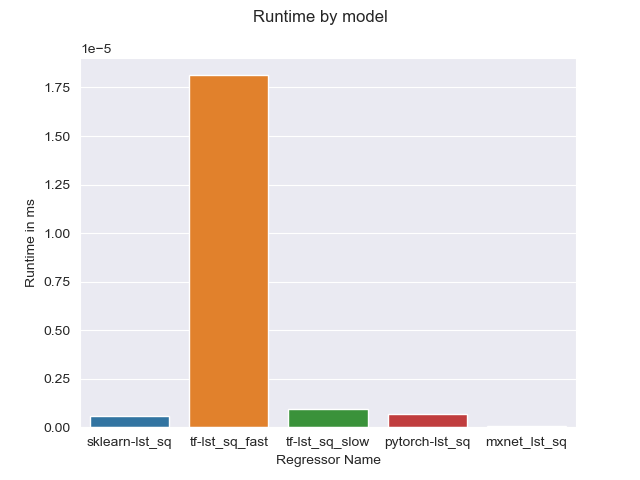 Runtime by model
1e−5
1.75
1.50
1.25
1.00
0.75
0.50
0.25
0.00
Runtime in ms
sklearn-lst_sq tf-lst_sq_fast tf-lst_sq_slow pytorch-lst_sq mxnet_lst_sq
Regressor Name